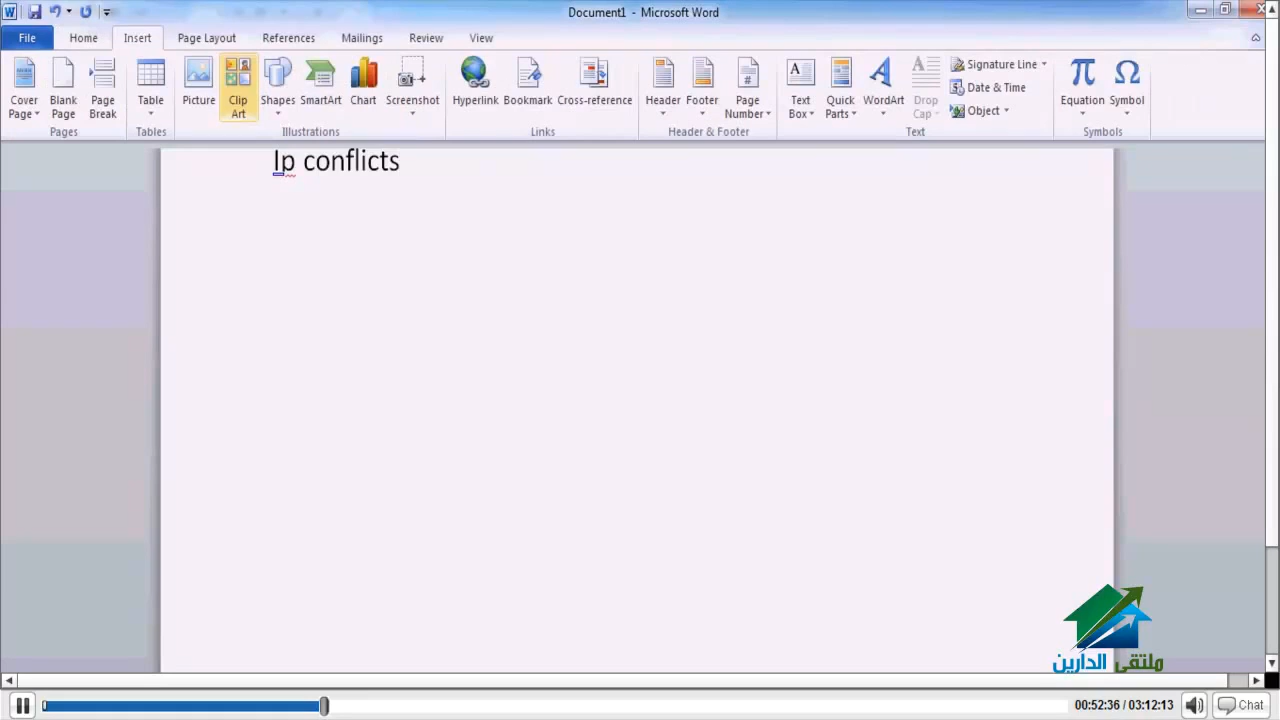 Document1 - Microsoft Word
File Home Insert Page Layout References Mailings Review View
Cover Page
Blank Page
Page Break
Pages
Table
Tables
Picture
Clip Art
Shapes
SmartArt
Chart
Screenshot
Illustrations
Hyperlink
Bookmark
Cross-reference
Links
Header
Footer
Page Number
Header & Footer
Text Box
Quick Parts
WordArt
Drop Cap
Signature Line
Date & Time
Object
Text
Equation
Symbol
Symbols
Ip conflicts
ملتقى الدارين
00:52:36 / 03:12:13
Chat